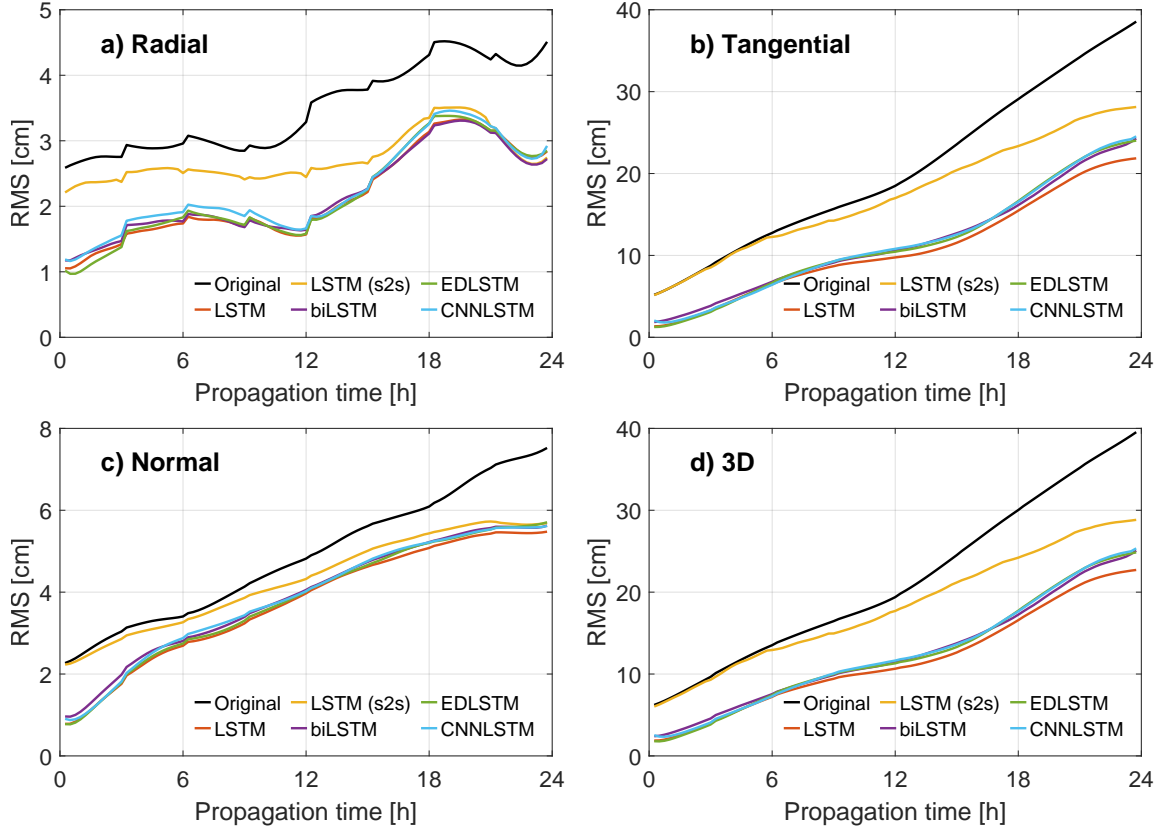 a) Radial
RMS [cm]
5
4
3
2
1
0
Original LSTM (s2s) EDLSTM
LSTM biLSTM CNNLSTM
0 6 12 18 24
Propagation time [h]
b) Tangential
RMS [cm]
40
30
20
10
0
Original LSTM (s2s) EDLSTM
LSTM biLSTM CNNLSTM
0 6 12 18 24
Propagation time [h]
c) Normal
RMS [cm]
8
6
4
2
0
Original LSTM (s2s) EDLSTM
LSTM biLSTM CNNLSTM
0 6 12 18 24
Propagation time [h]
d) 3D
RMS [cm]
40
30
20
10
0
Original LSTM (s2s) EDLSTM
LSTM biLSTM CNNLSTM
0 6 12 18 24
Propagation time [h]